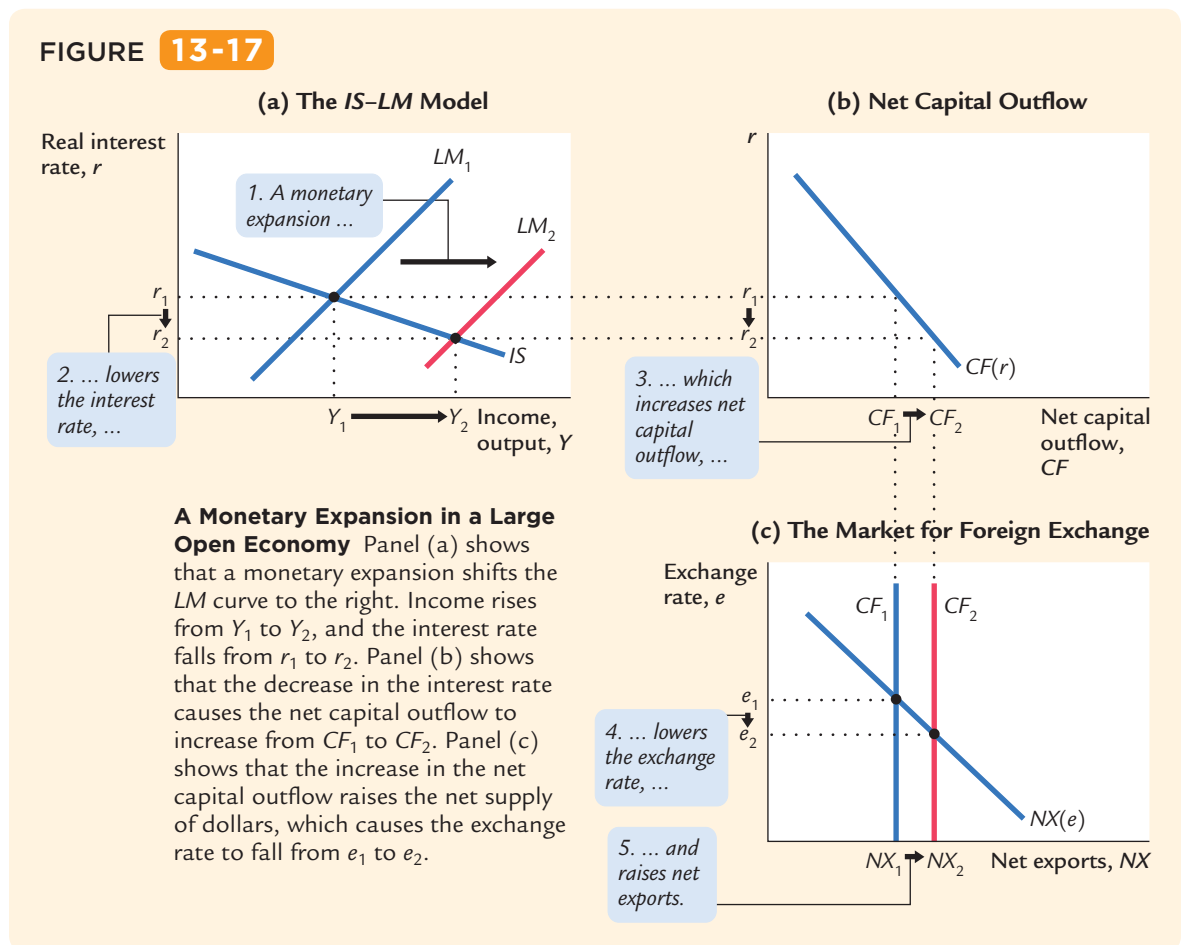 FIGURE 13-17
(a) The IS–LM Model
Real interest
rate, r
LM₁
1. A monetary
expansion ...
LM₂
r₁
r₂
IS
2. ... lowers
the interest
rate, ...
Y₁
Y₂
Income,
output, Y
(b) Net Capital Outflow
r
r₁
r₂
CF(r)
3. ... which
increases net
capital
outflow, ...
CF₁
CF₂
Net capital
outflow,
CF
A Monetary Expansion in a Large
Open Economy Panel (a) shows
that a monetary expansion shifts the
LM curve to the right. Income rises
from Y₁ to Y₂, and the interest rate
falls from r₁ to r₂. Panel (b) shows
that the decrease in the interest rate
causes the net capital outflow to
increase from CF₁ to CF₂. Panel (c)
shows that the increase in the net
capital outflow raises the net supply
of dollars, which causes the exchange
rate to fall from e₁ to e₂.
(c) The Market for Foreign Exchange
Exchange
rate, e
CF₁
CF₂
e₁
e₂
4. ... lowers
the exchange
rate, ...
NX(e)
5. ... and
raises net
exports.
NX₁
NX₂
Net exports, NX